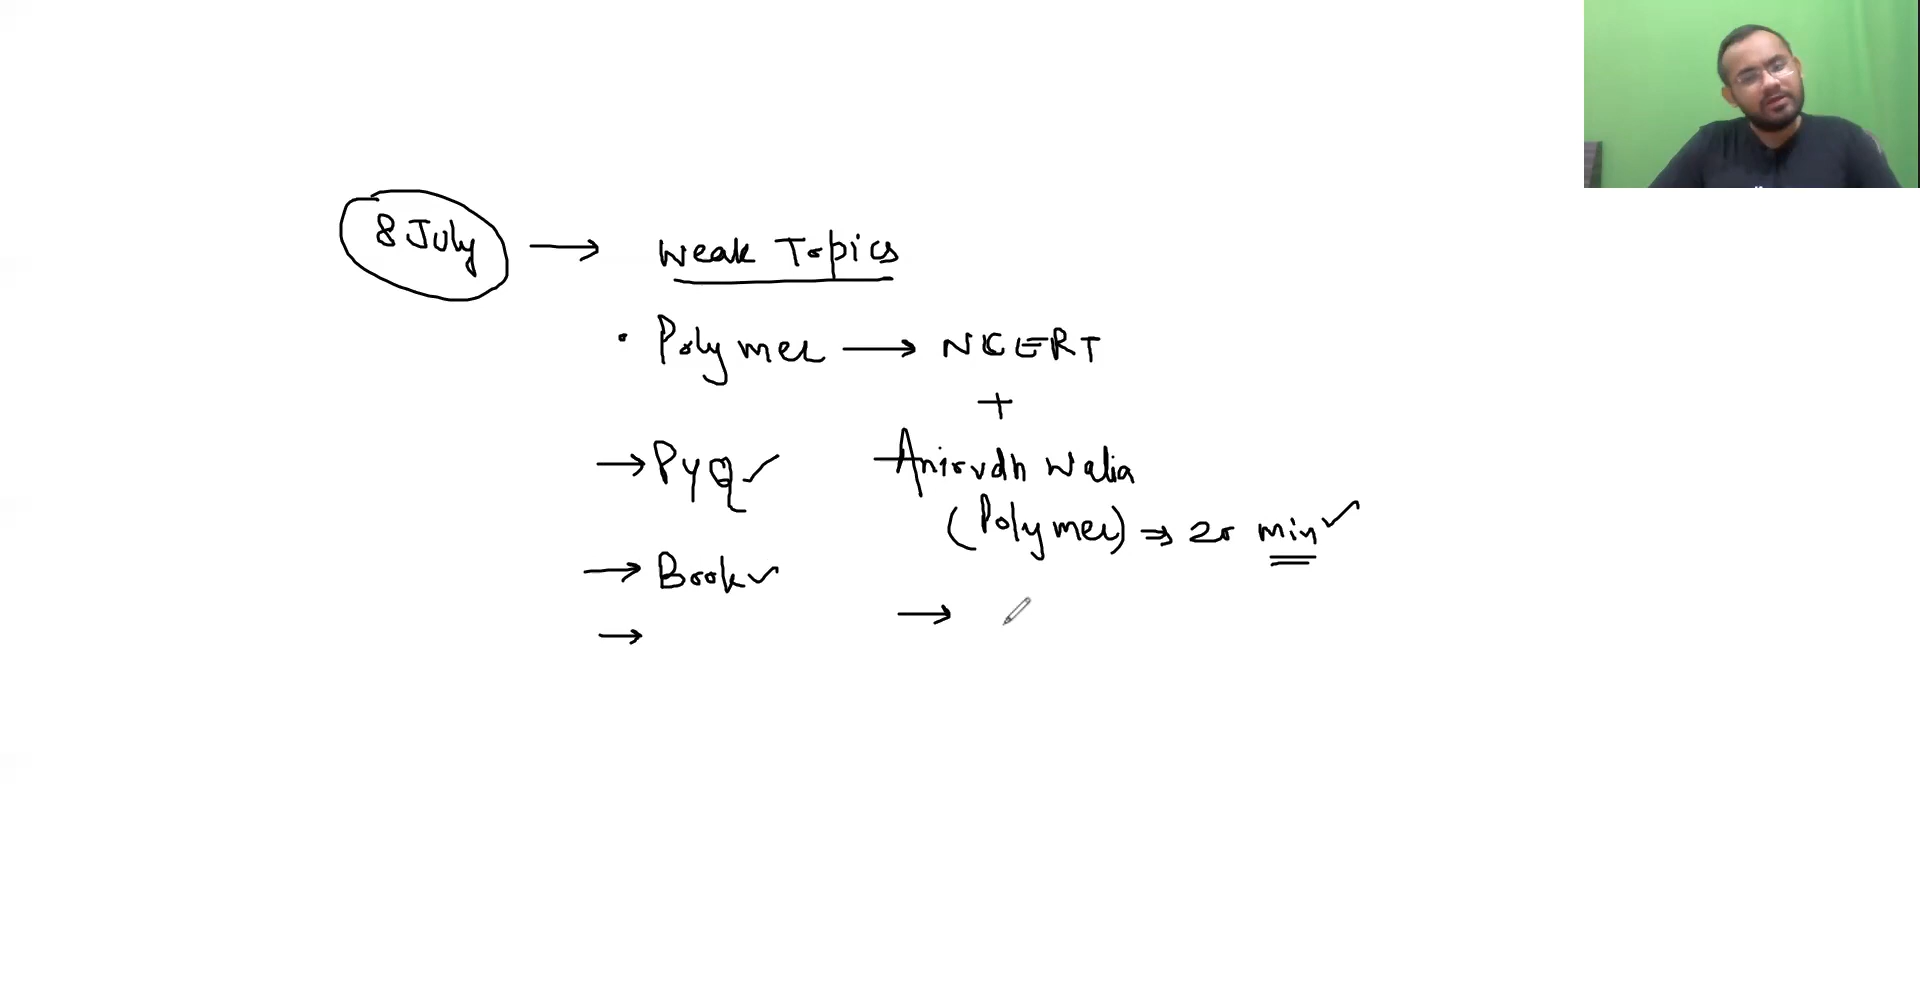 8 July → Weak Topics
• Polymer → NCERT
+
→ PYQ ✓ Anirudh Walia
(Polymer) ⇒ 20 min ✓
→ Book ✓
→
→